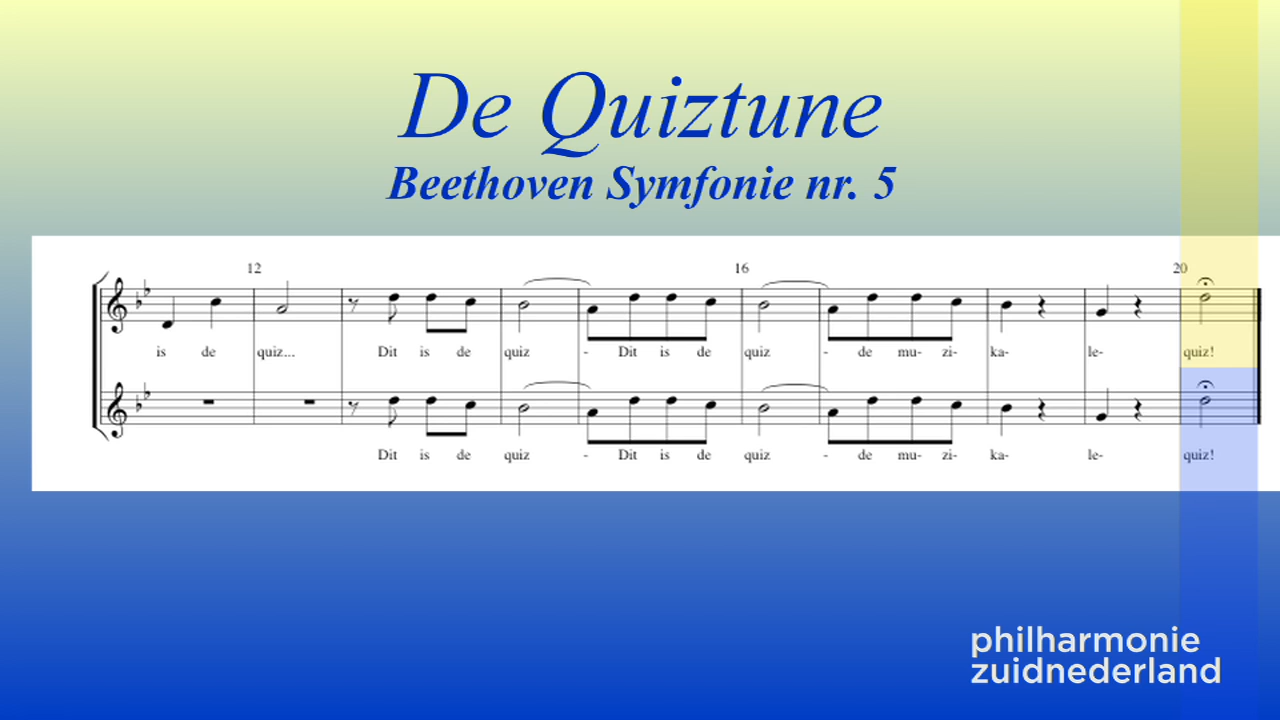 De Quiztune
Beethoven Symfonie nr. 5
12 16 20
is de quiz... Dit is de quiz - Dit is de quiz - de mu- zi- ka- le- quiz!
Dit is de quiz - Dit is de quiz - de mu- zi- ka- le- quiz!
philharmonie
zuidnederland